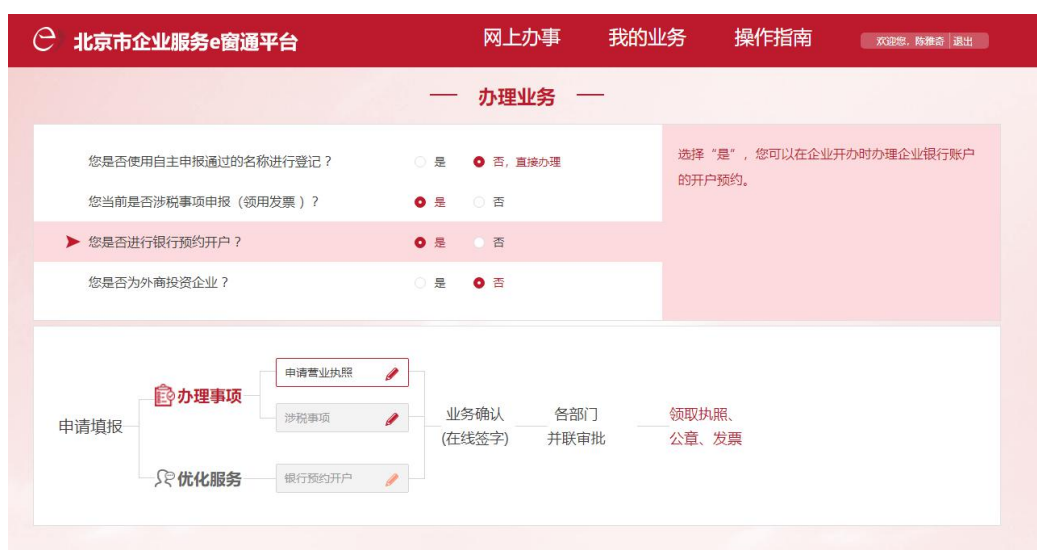 北京市企业服务e窗通平台 网上办事 我的业务 操作指南 欢迎您，陈雅奇 退出
办理业务
您是否使用自主申报通过的名称进行登记？ 是 否，直接办理
您当前是否涉税事项申报（领用发票）？ 是 否
您是否进行银行预约开户？ 是 否
您是否为外商投资企业？ 是 否
选择“是”，您可以在企业开办时办理企业银行账户
的开户预约。
申请填报
办理事项
申请营业执照
涉税事项
优化服务
银行预约开户
业务确认
(在线签字)
各部门
并联审批
领取执照、
公章、发票